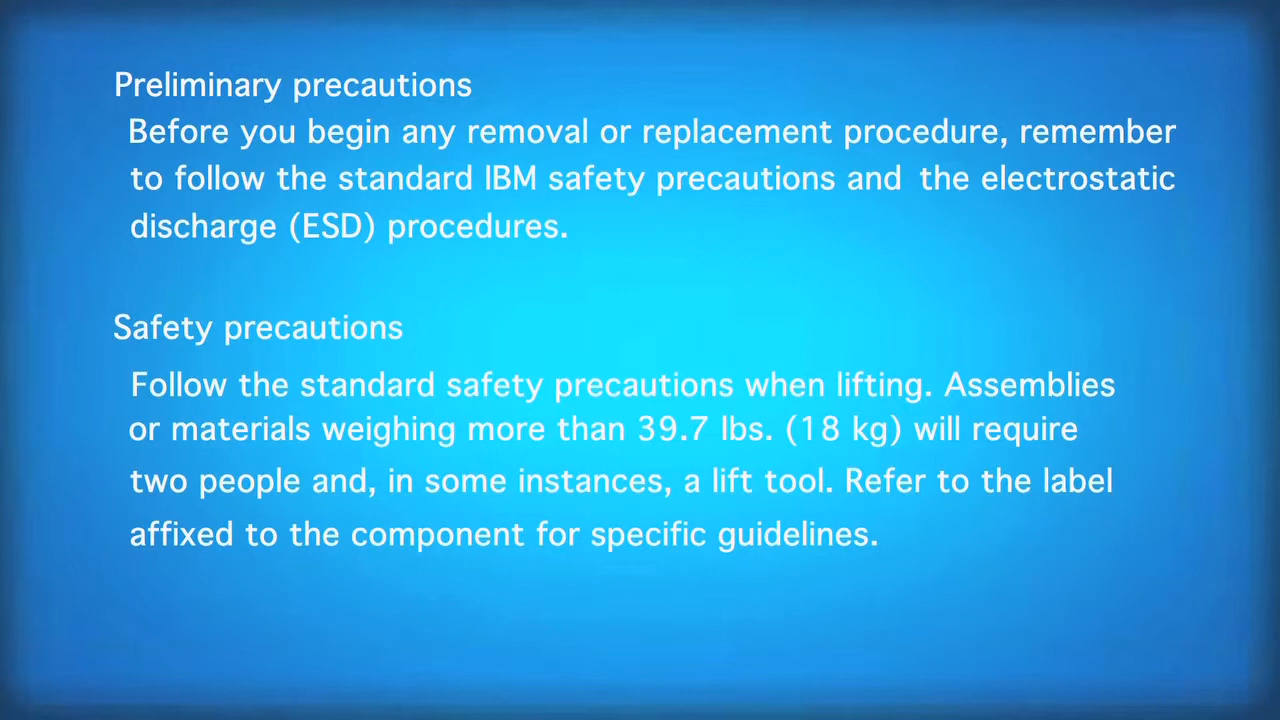 Preliminary precautions
Before you begin any removal or replacement procedure, remember
to follow the standard IBM safety precautions and the electrostatic
discharge (ESD) procedures.
Safety precautions
Follow the standard safety precautions when lifting. Assemblies
or materials weighing more than 39.7 lbs. (18 kg) will require
two people and, in some instances, a lift tool. Refer to the label
affixed to the component for specific guidelines.